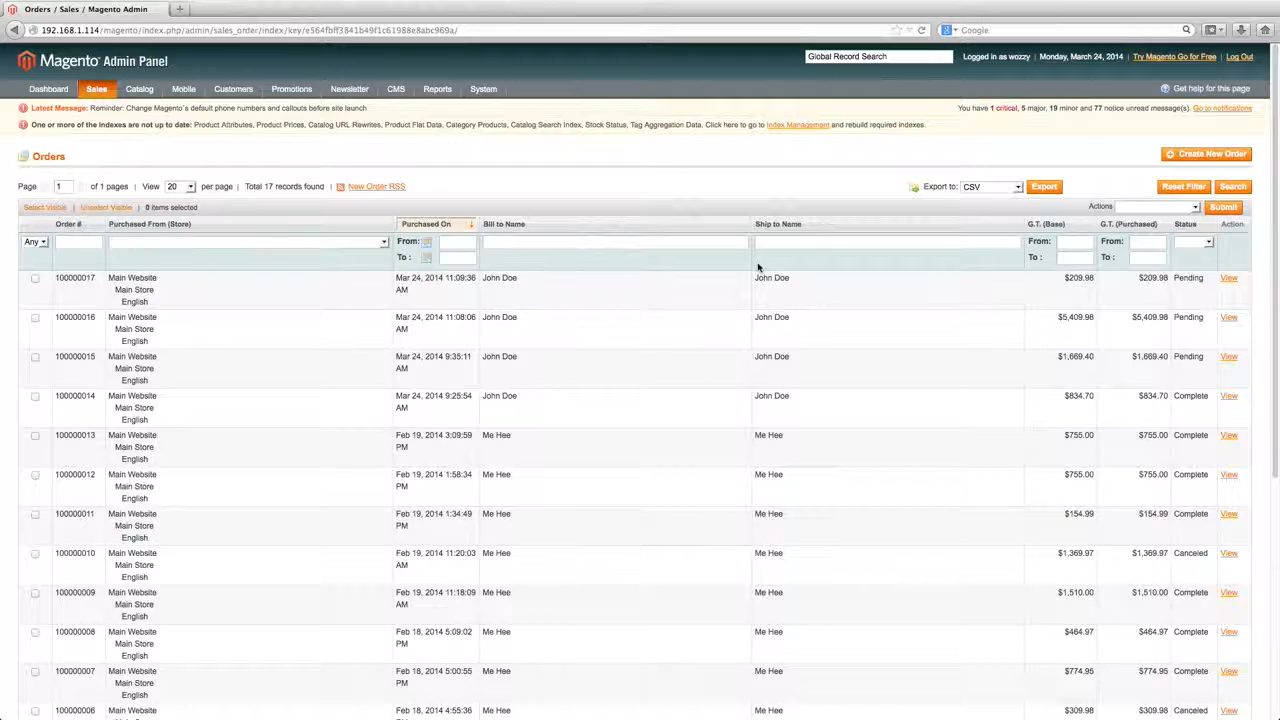 Orders / Sales / Magento Admin
192.168.1.114/magento/index.php/admin/sales_order/index/key/e564fbff3841b49f1c61988e8abc969a/
Google
Magento Admin Panel
Global Record Search
Logged in as wozzy | Monday, March 24, 2014 | Try Magento Go for Free | Log Out
Dashboard Sales Catalog Mobile Customers Promotions Newsletter CMS Reports System
Get help for this page
Latest Message: Reminder: Change Magento`s default phone numbers and callouts before site launch
You have 1 critical, 5 major, 19 minor and 77 notice unread message(s). Go to notifications
One or more of the Indexes are not up to date: Product Attributes, Product Prices, Catalog URL Rewrites, Product Flat Data, Category Products, Catalog Search Index, Stock Status, Tag Aggregation Data. Click here to go to Index Management and rebuild required indexes.
Orders
Create New Order
Page 1 of 1 pages | View 20 per page | Total 17 records found | New Order RSS
Export to: CSV Export
Reset Filter Search
Select Visible | Unselect Visible | 0 items selected
Actions Submit
Order # Purchased From (Store) Purchased On Bill to Name Ship to Name G.T. (Base) G.T. (Purchased) Status Action
Any From: From: From:
To : To : To :
100000017 Main Website Mar 24, 2014 11:09:36 John Doe John Doe $209.98 $209.98 Pending View
Main Store AM
English
100000016 Main Website Mar 24, 2014 11:08:06 John Doe John Doe $5,409.98 $5,409.98 Pending View
Main Store AM
English
100000015 Main Website Mar 24, 2014 9:35:11 John Doe John Doe $1,669.40 $1,669.40 Pending View
Main Store AM
English
100000014 Main Website Mar 24, 2014 9:25:54 John Doe John Doe $834.70 $834.70 Complete View
Main Store AM
English
100000013 Main Website Feb 19, 2014 3:09:59 Me Hee Me Hee $755.00 $755.00 Complete View
Main Store PM
English
100000012 Main Website Feb 19, 2014 1:58:34 Me Hee Me Hee $755.00 $755.00 Complete View
Main Store PM
English
100000011 Main Website Feb 19, 2014 1:34:49 Me Hee Me Hee $154.99 $154.99 Complete View
Main Store PM
English
100000010 Main Website Feb 19, 2014 11:20:03 Me Hee Me Hee $1,369.97 $1,369.97 Canceled View
Main Store AM
English
100000009 Main Website Feb 19, 2014 11:18:09 Me Hee Me Hee $1,510.00 $1,510.00 Complete View
Main Store AM
English
100000008 Main Website Feb 18, 2014 5:09:02 Me Hee Me Hee $464.97 $464.97 Complete View
Main Store PM
English
100000007 Main Website Feb 18, 2014 5:00:55 Me Hee Me Hee $774.95 $774.95 Complete View
Main Store PM
English
100000006 Main Website Feb 18, 2014 4:55:36 Me Hee Me Hee $309.98 $309.98 Canceled View